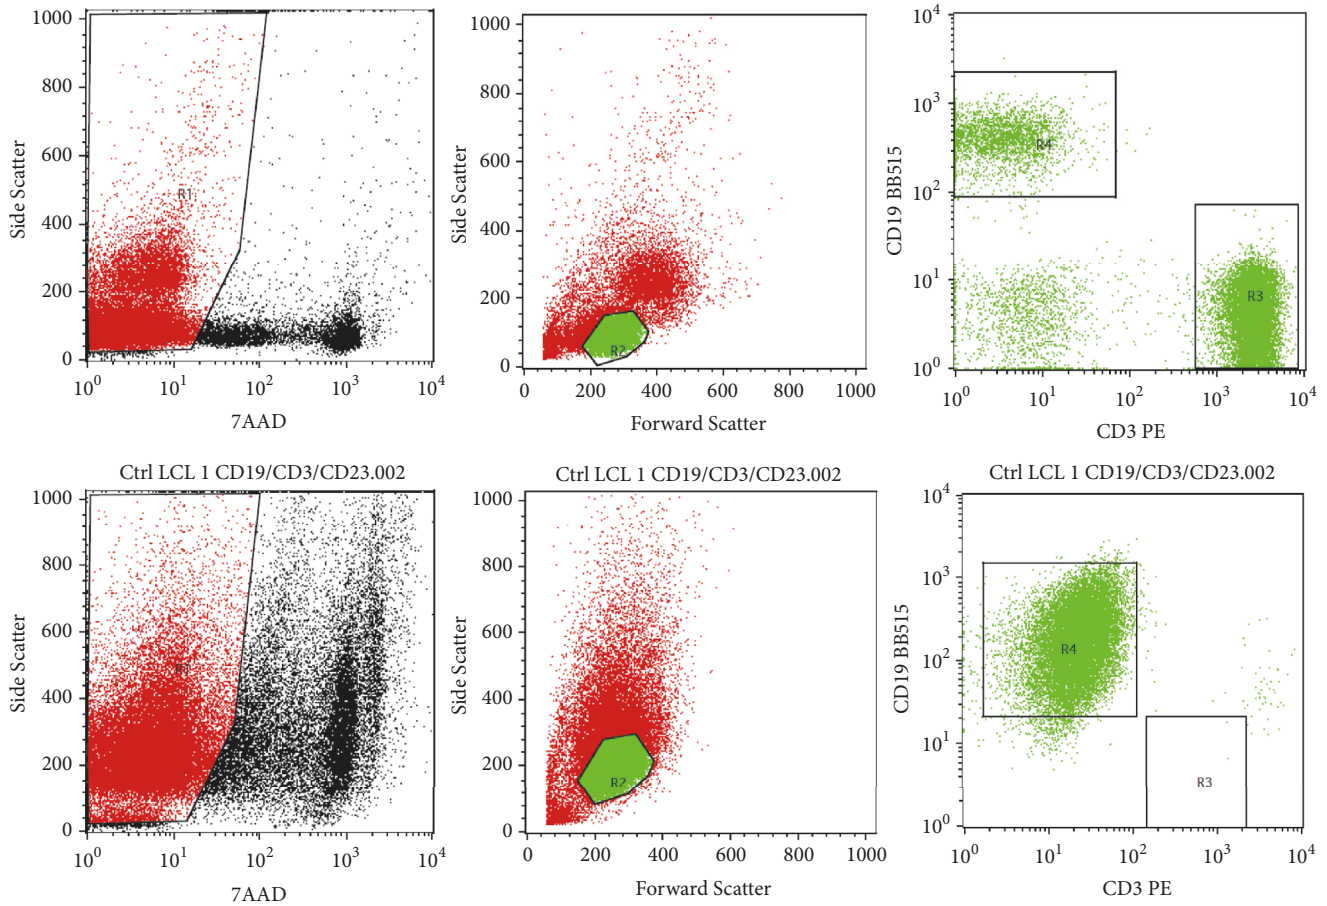 1000
800
600
400
200
0
Side Scatter
R1
10^0
10^1
10^2
10^3
10^4
7AAD
1000
800
600
400
200
0
Side Scatter
R2
0
200
400
600
800
1000
Forward Scatter
10^4
10^3
10^2
10^1
10^0
CD19 BB515
R4
R3
10^0
10^1
10^2
10^3
10^4
CD3 PE
Ctrl LCL 1 CD19/CD3/CD23.002
1000
800
600
400
200
0
Side Scatter
R1
10^0
10^1
10^2
10^3
10^4
7AAD
Ctrl LCL 1 CD19/CD3/CD23.002
1000
800
600
400
200
0
Side Scatter
R2
0
200
400
600
800
1000
Forward Scatter
Ctrl LCL 1 CD19/CD3/CD23.002
10^4
10^3
10^2
10^1
10^0
CD19 BB515
R4
R3
10^0
10^1
10^2
10^3
10^4
CD3 PE